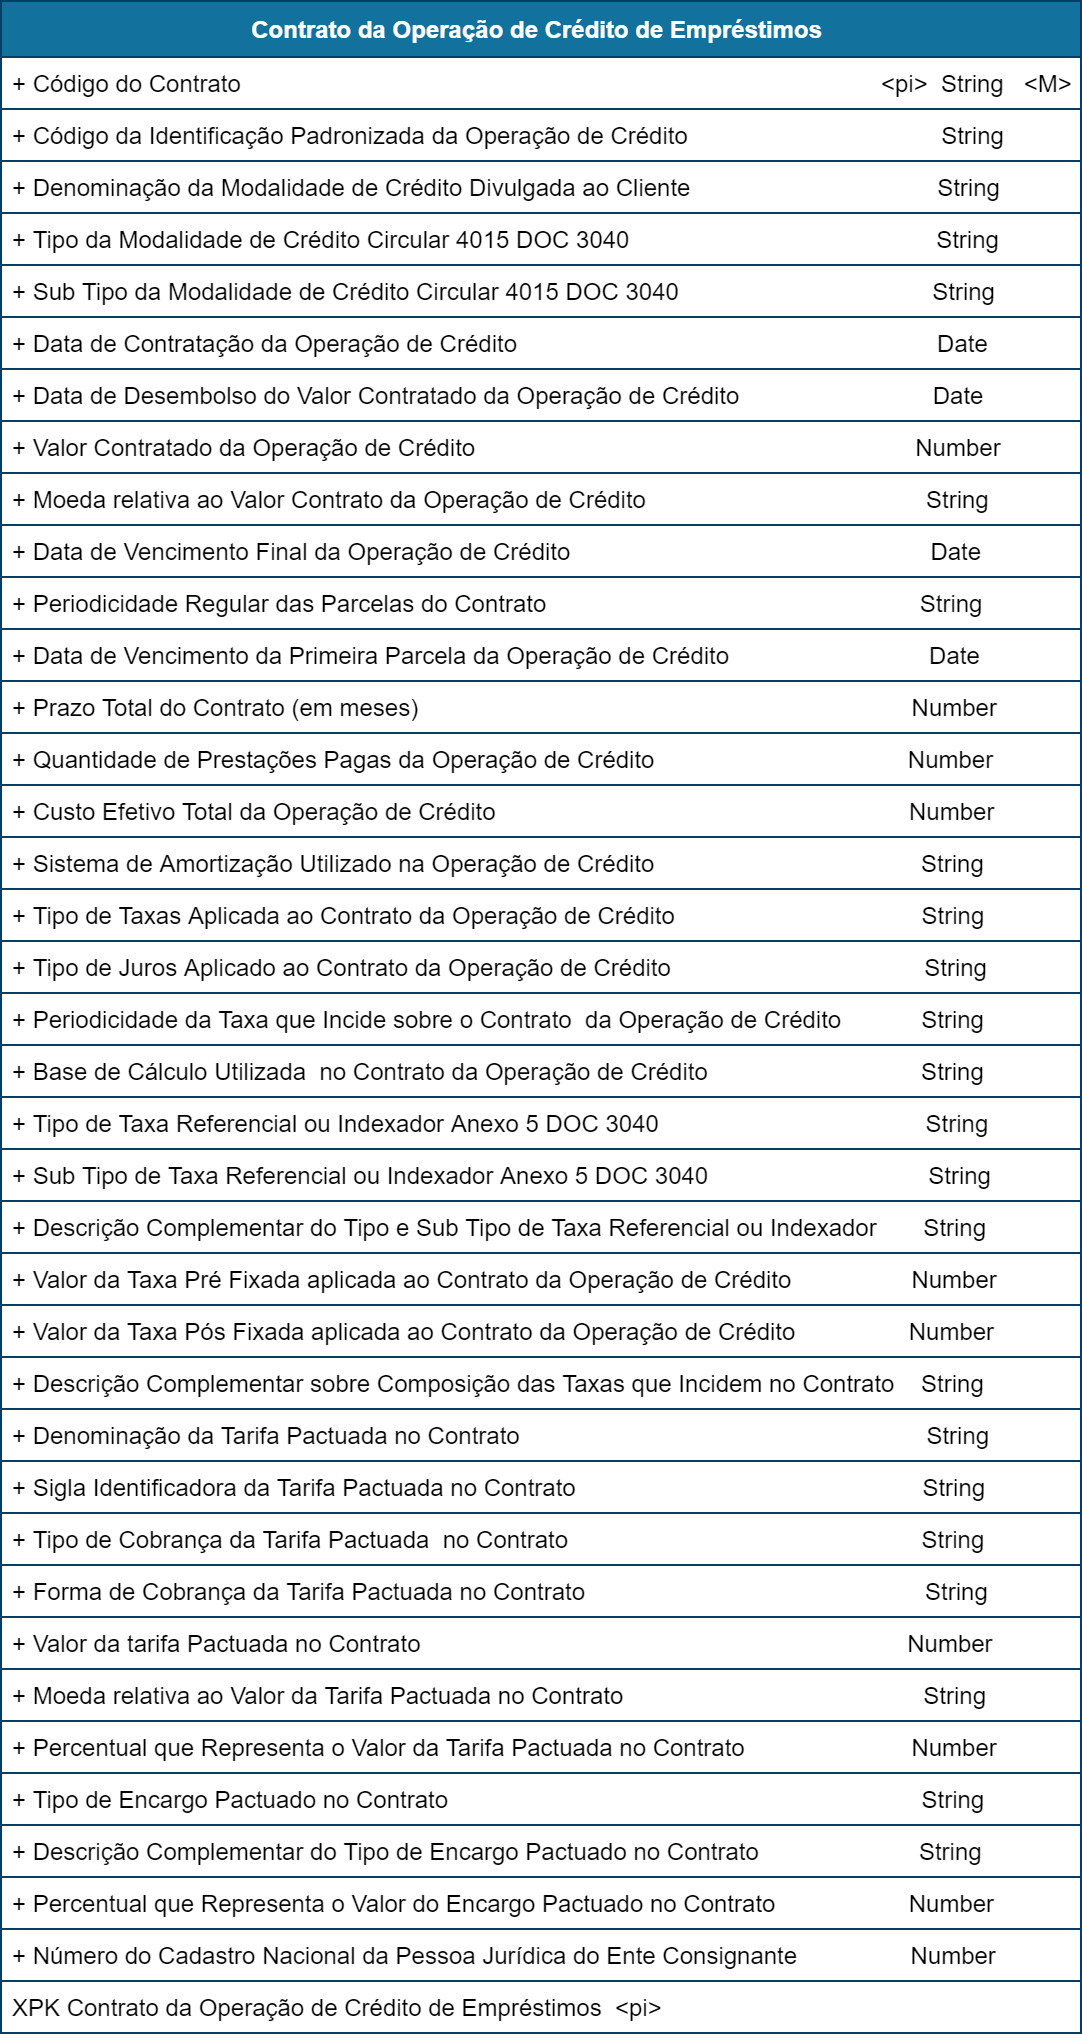 Contrato da Operação de Crédito de Empréstimos
+ Código do Contrato <pi> String <M>
+ Código da Identificação Padronizada da Operação de Crédito String
+ Denominação da Modalidade de Crédito Divulgada ao Cliente String
+ Tipo da Modalidade de Crédito Circular 4015 DOC 3040 String
+ Sub Tipo da Modalidade de Crédito Circular 4015 DOC 3040 String
+ Data de Contratação da Operação de Crédito Date
+ Data de Desembolso do Valor Contratado da Operação de Crédito Date
+ Valor Contratado da Operação de Crédito Number
+ Moeda relativa ao Valor Contrato da Operação de Crédito String
+ Data de Vencimento Final da Operação de Crédito Date
+ Periodicidade Regular das Parcelas do Contrato String
+ Data de Vencimento da Primeira Parcela da Operação de Crédito Date
+ Prazo Total do Contrato (em meses) Number
+ Quantidade de Prestações Pagas da Operação de Crédito Number
+ Custo Efetivo Total da Operação de Crédito Number
+ Sistema de Amortização Utilizado na Operação de Crédito String
+ Tipo de Taxas Aplicada ao Contrato da Operação de Crédito String
+ Tipo de Juros Aplicado ao Contrato da Operação de Crédito String
+ Periodicidade da Taxa que Incide sobre o Contrato da Operação de Crédito String
+ Base de Cálculo Utilizada no Contrato da Operação de Crédito String
+ Tipo de Taxa Referencial ou Indexador Anexo 5 DOC 3040 String
+ Sub Tipo de Taxa Referencial ou Indexador Anexo 5 DOC 3040 String
+ Descrição Complementar do Tipo e Sub Tipo de Taxa Referencial ou Indexador String
+ Valor da Taxa Pré Fixada aplicada ao Contrato da Operação de Crédito Number
+ Valor da Taxa Pós Fixada aplicada ao Contrato da Operação de Crédito Number
+ Descrição Complementar sobre Composição das Taxas que Incidem no Contrato String
+ Denominação da Tarifa Pactuada no Contrato String
+ Sigla Identificadora da Tarifa Pactuada no Contrato String
+ Tipo de Cobrança da Tarifa Pactuada no Contrato String
+ Forma de Cobrança da Tarifa Pactuada no Contrato String
+ Valor da tarifa Pactuada no Contrato Number
+ Moeda relativa ao Valor da Tarifa Pactuada no Contrato String
+ Percentual que Representa o Valor da Tarifa Pactuada no Contrato Number
+ Tipo de Encargo Pactuado no Contrato String
+ Descrição Complementar do Tipo de Encargo Pactuado no Contrato String
+ Percentual que Representa o Valor do Encargo Pactuado no Contrato Number
+ Número do Cadastro Nacional da Pessoa Jurídica do Ente Consignante Number
XPK Contrato da Operação de Crédito de Empréstimos <pi>